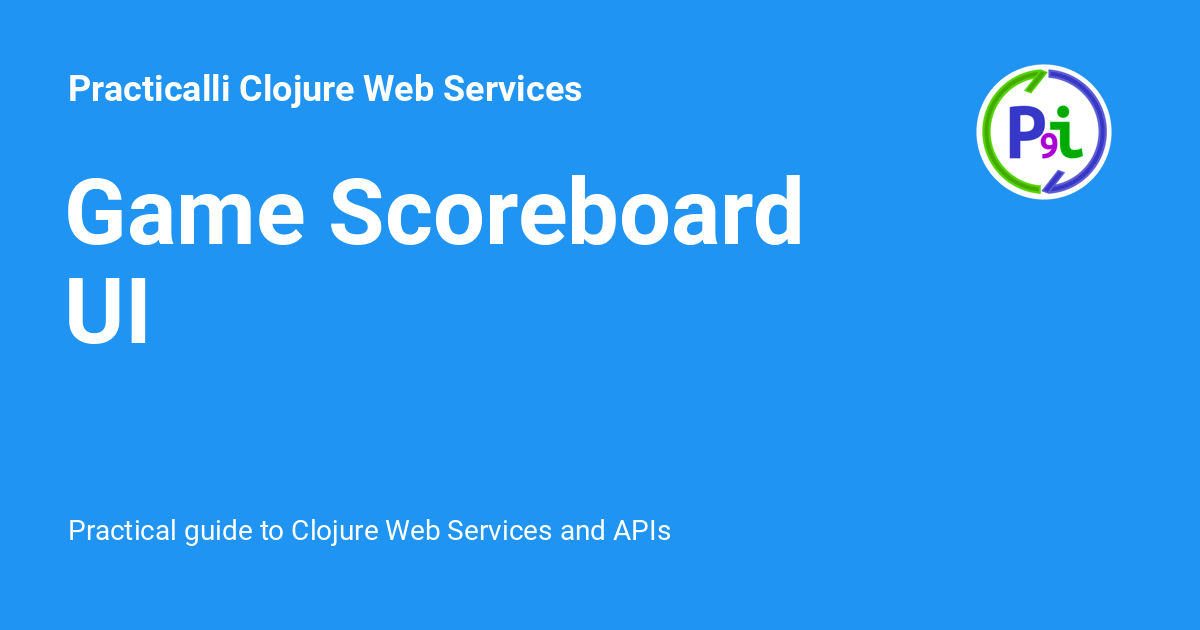 Practicalli Clojure Web Services
P9i
Game Scoreboard
UI
Practical guide to Clojure Web Services and APIs